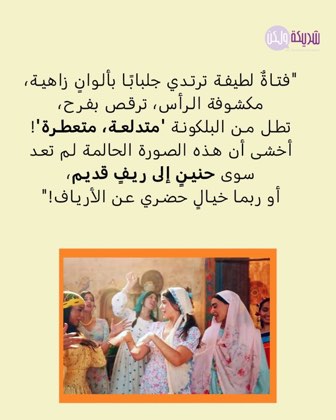 شريكة ولكن
"فتاةٌ لطيفة ترتدي جلبابًا بألوانٍ زاهية،
مكشوفة الرأس، ترقص بفرح،
تطل من البلكونة 'متدلعة، متعطرة'!
أخشى أن هذه الصورة الحالمة لم تعد
سوى حنينٍ إلى ريفٍ قديم،
أو ربما خيالٍ حضري عن الأرياف!"